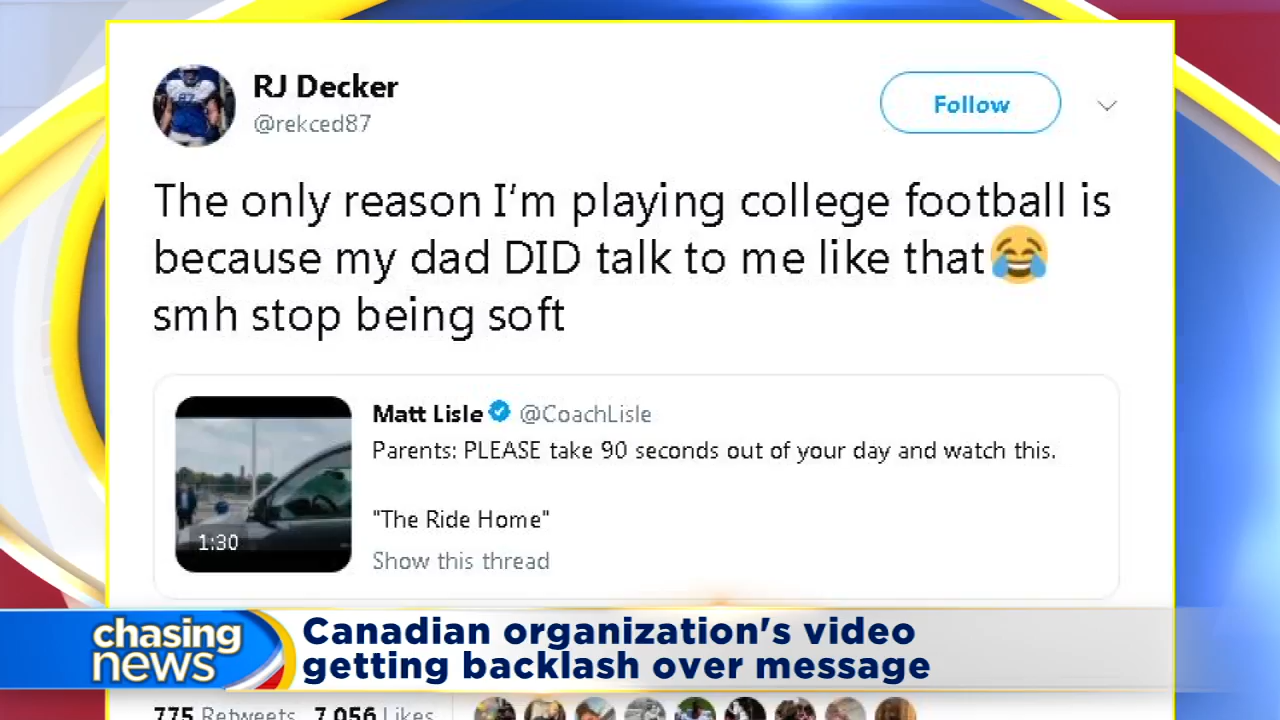 RJ Decker
@rekced87
Follow
The only reason I'm playing college football is
because my dad DID talk to me like that😂
smh stop being soft
Matt Lisle @CoachLisle
Parents: PLEASE take 90 seconds out of your day and watch this.
"The Ride Home"
Show this thread
1:30
chasing
news
Canadian organization's video
getting backlash over message
775 Retweets 7,056 Likes